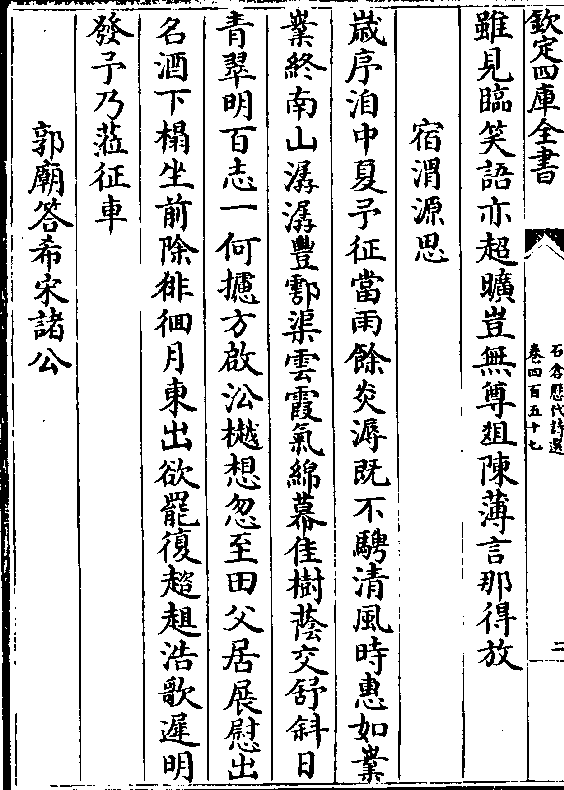 欽定四庫全書
石倉歷代詩選
卷四百五十七
二
雖見臨笑語亦超曠豈無尊俎陳薄言那得放
宿渭源思
歲序洎中夏予征當雨餘炎潯既不騁清風時惠如業
業終南山潺潺豐鄠渠雲霞氣綿幕佳樹蔭交舒斜日
青翠明百志一何攄方啟沿樾想忽至田父居展慰出
名酒下榻坐前除徘徊月東出欲罷復趦趄浩歌遲明
發予乃蒞征車
郭廟答希宋諸公